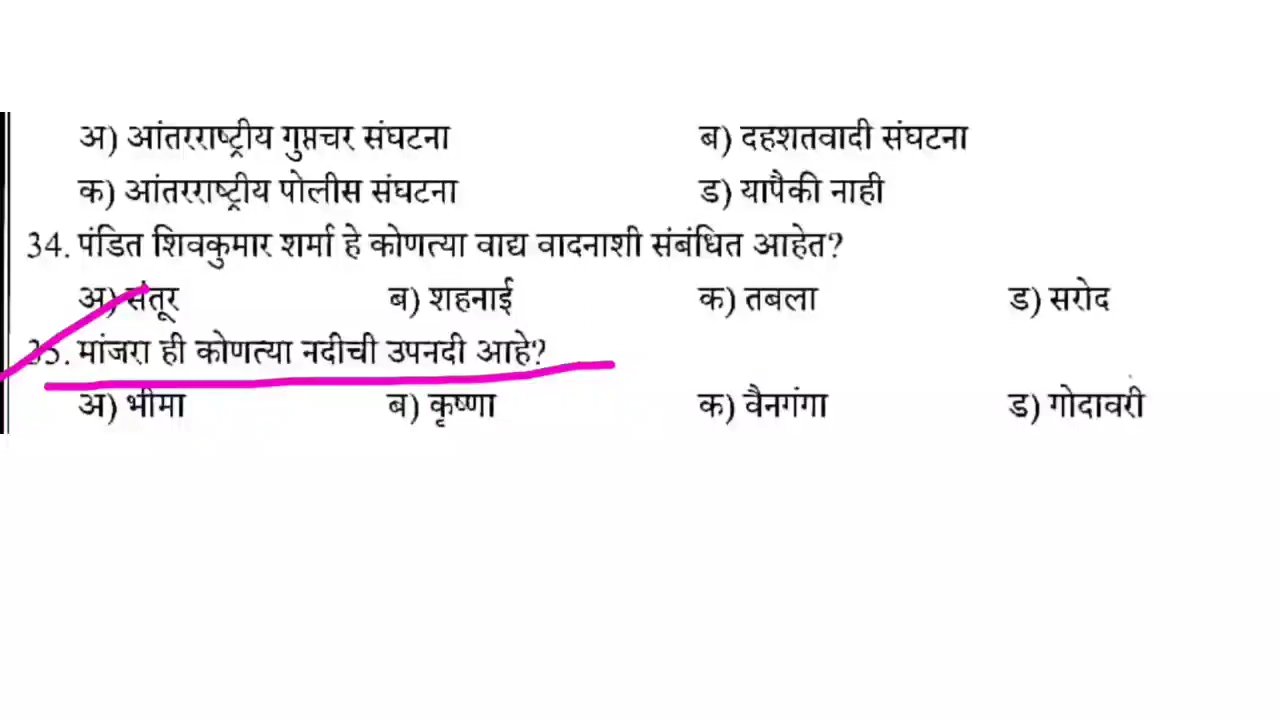 अ) आंतरराष्ट्रीय गुप्तचर संघटना ब) दहशतवादी संघटना
क) आंतरराष्ट्रीय पोलीस संघटना ड) यापैकी नाही
34. पंडित शिवकुमार शर्मा हे कोणत्या वाद्य वादनाशी संबंधित आहेत?
अ) संतूर ब) शहनाई क) तबला ड) सरोद
35. मांजरा ही कोणत्या नदीची उपनदी आहे?
अ) भीमा ब) कृष्णा क) वैनगंगा ड) गोदावरी